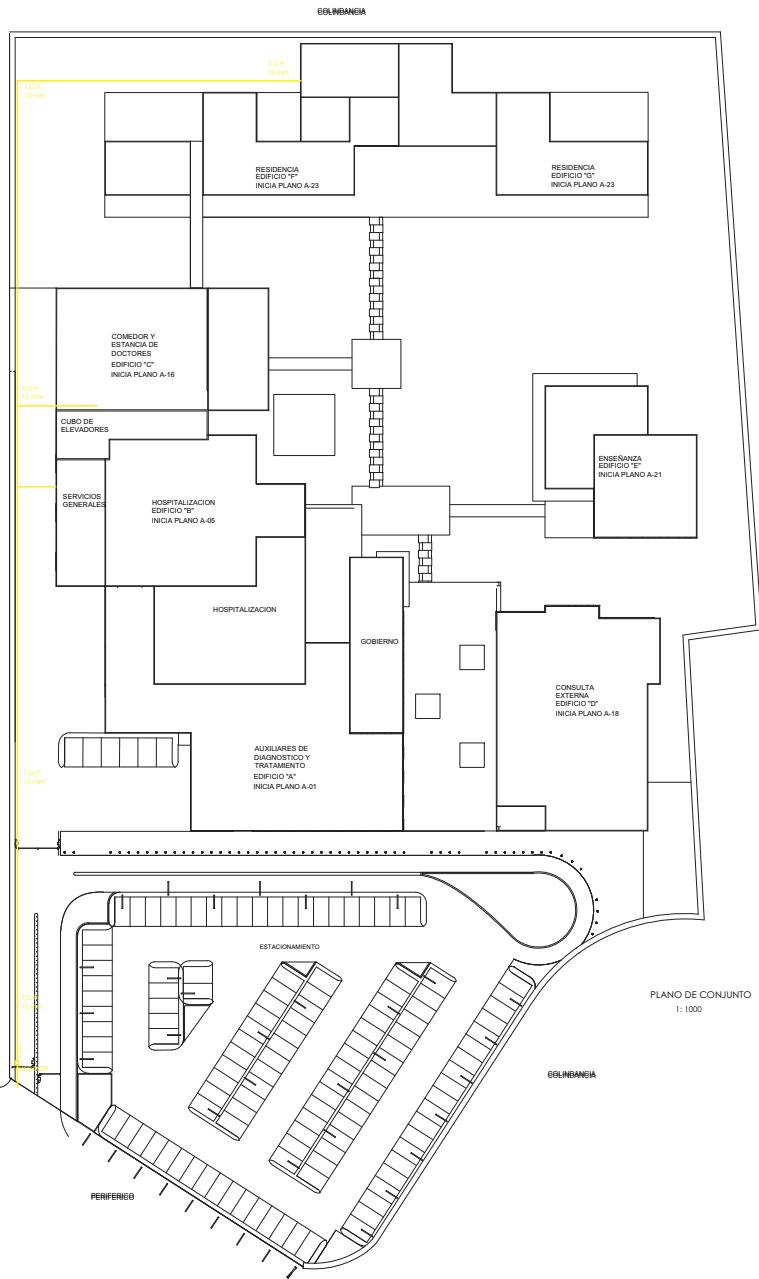 COLINDANCIA
T.G.F.
13 mm
RESIDENCIA
EDIFICIO "F"
INICIA PLANO A-23
RESIDENCIA
EDIFICIO "G"
INICIA PLANO A-23
COMEDOR Y
ESTANCIA DE
DOCTORES
EDIFICIO "C"
INICIA PLANO A-16
CUBO DE
ELEVADORES
SERVICIOS
GENERALES
HOSPITALIZACION
EDIFICIO "B"
INICIA PLANO A-05
ENSEÑANZA
EDIFICIO "E"
INICIA PLANO A-21
HOSPITALIZACION
GOBIERNO
CONSULTA
EXTERNA
EDIFICIO "D"
INICIA PLANO A-18
AUXILIARES DE
DIAGNOSTICO Y
TRATAMIENTO
EDIFICIO "A"
INICIA PLANO A-01
ESTACIONAMIENTO
PLANO DE CONJUNTO
1: 1000
COLINDANCIA
PERIFERICO